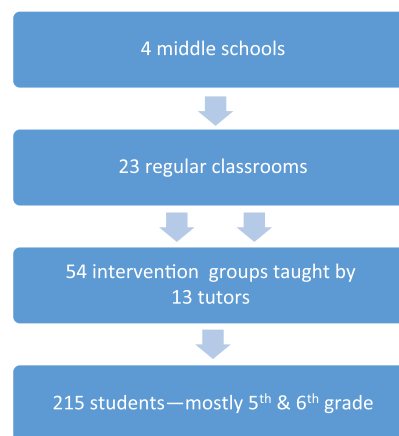 4 middle schools
23 regular classrooms
54 intervention groups taught by
13 tutors
215 students—mostly 5th & 6th grade